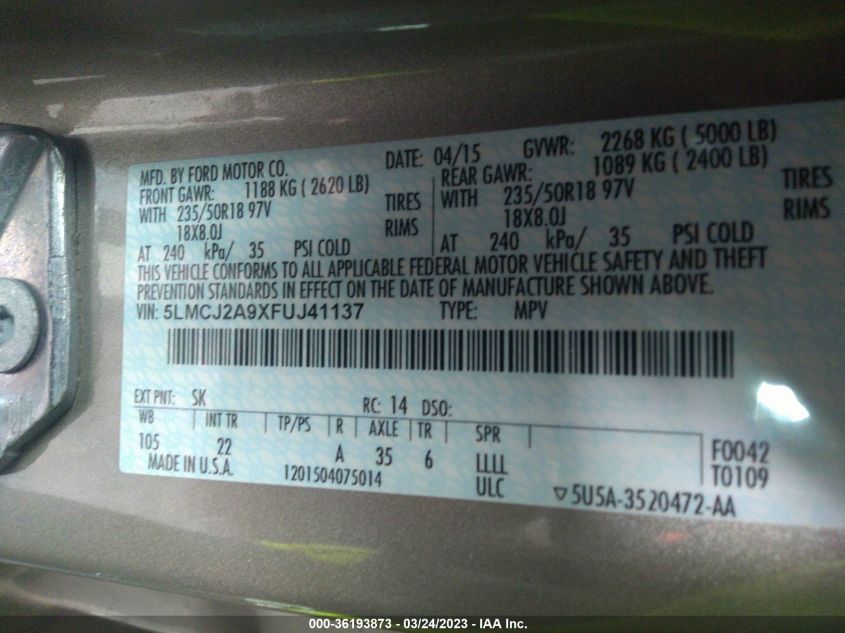 MFD. BY FORD MOTOR CO.
DATE: 04/15 GVWR: 2268 KG ( 5000 LB)
FRONT GAWR: 1188 KG ( 2620 LB)
REAR GAWR: 1089 KG ( 2400 LB)
WITH 235/50R18 97V TIRES
WITH 235/50R18 97V TIRES
18X8.0J RIMS
18X8.0J RIMS
AT 240 kPa/ 35 PSI COLD
AT 240 kPa/ 35 PSI COLD
THIS VEHICLE CONFORMS TO ALL APPLICABLE FEDERAL MOTOR VEHICLE SAFETY AND THEFT
PREVENTION STANDARDS IN EFFECT ON THE DATE OF MANUFACTURE SHOWN ABOVE.
VIN: 5LMCJ2A9XFUJ41137 TYPE: MPV
EXT PNT: SK RC: 14 DSO:
WB INT TR TP/PS R AXLE TR SPR
105 22 A 35 6 LLLL F0042
MADE IN U.S.A. 1201504075014 ULC T0109
▽5U5A-3520472-AA
000-36193873 - 03/24/2023 - IAA Inc.